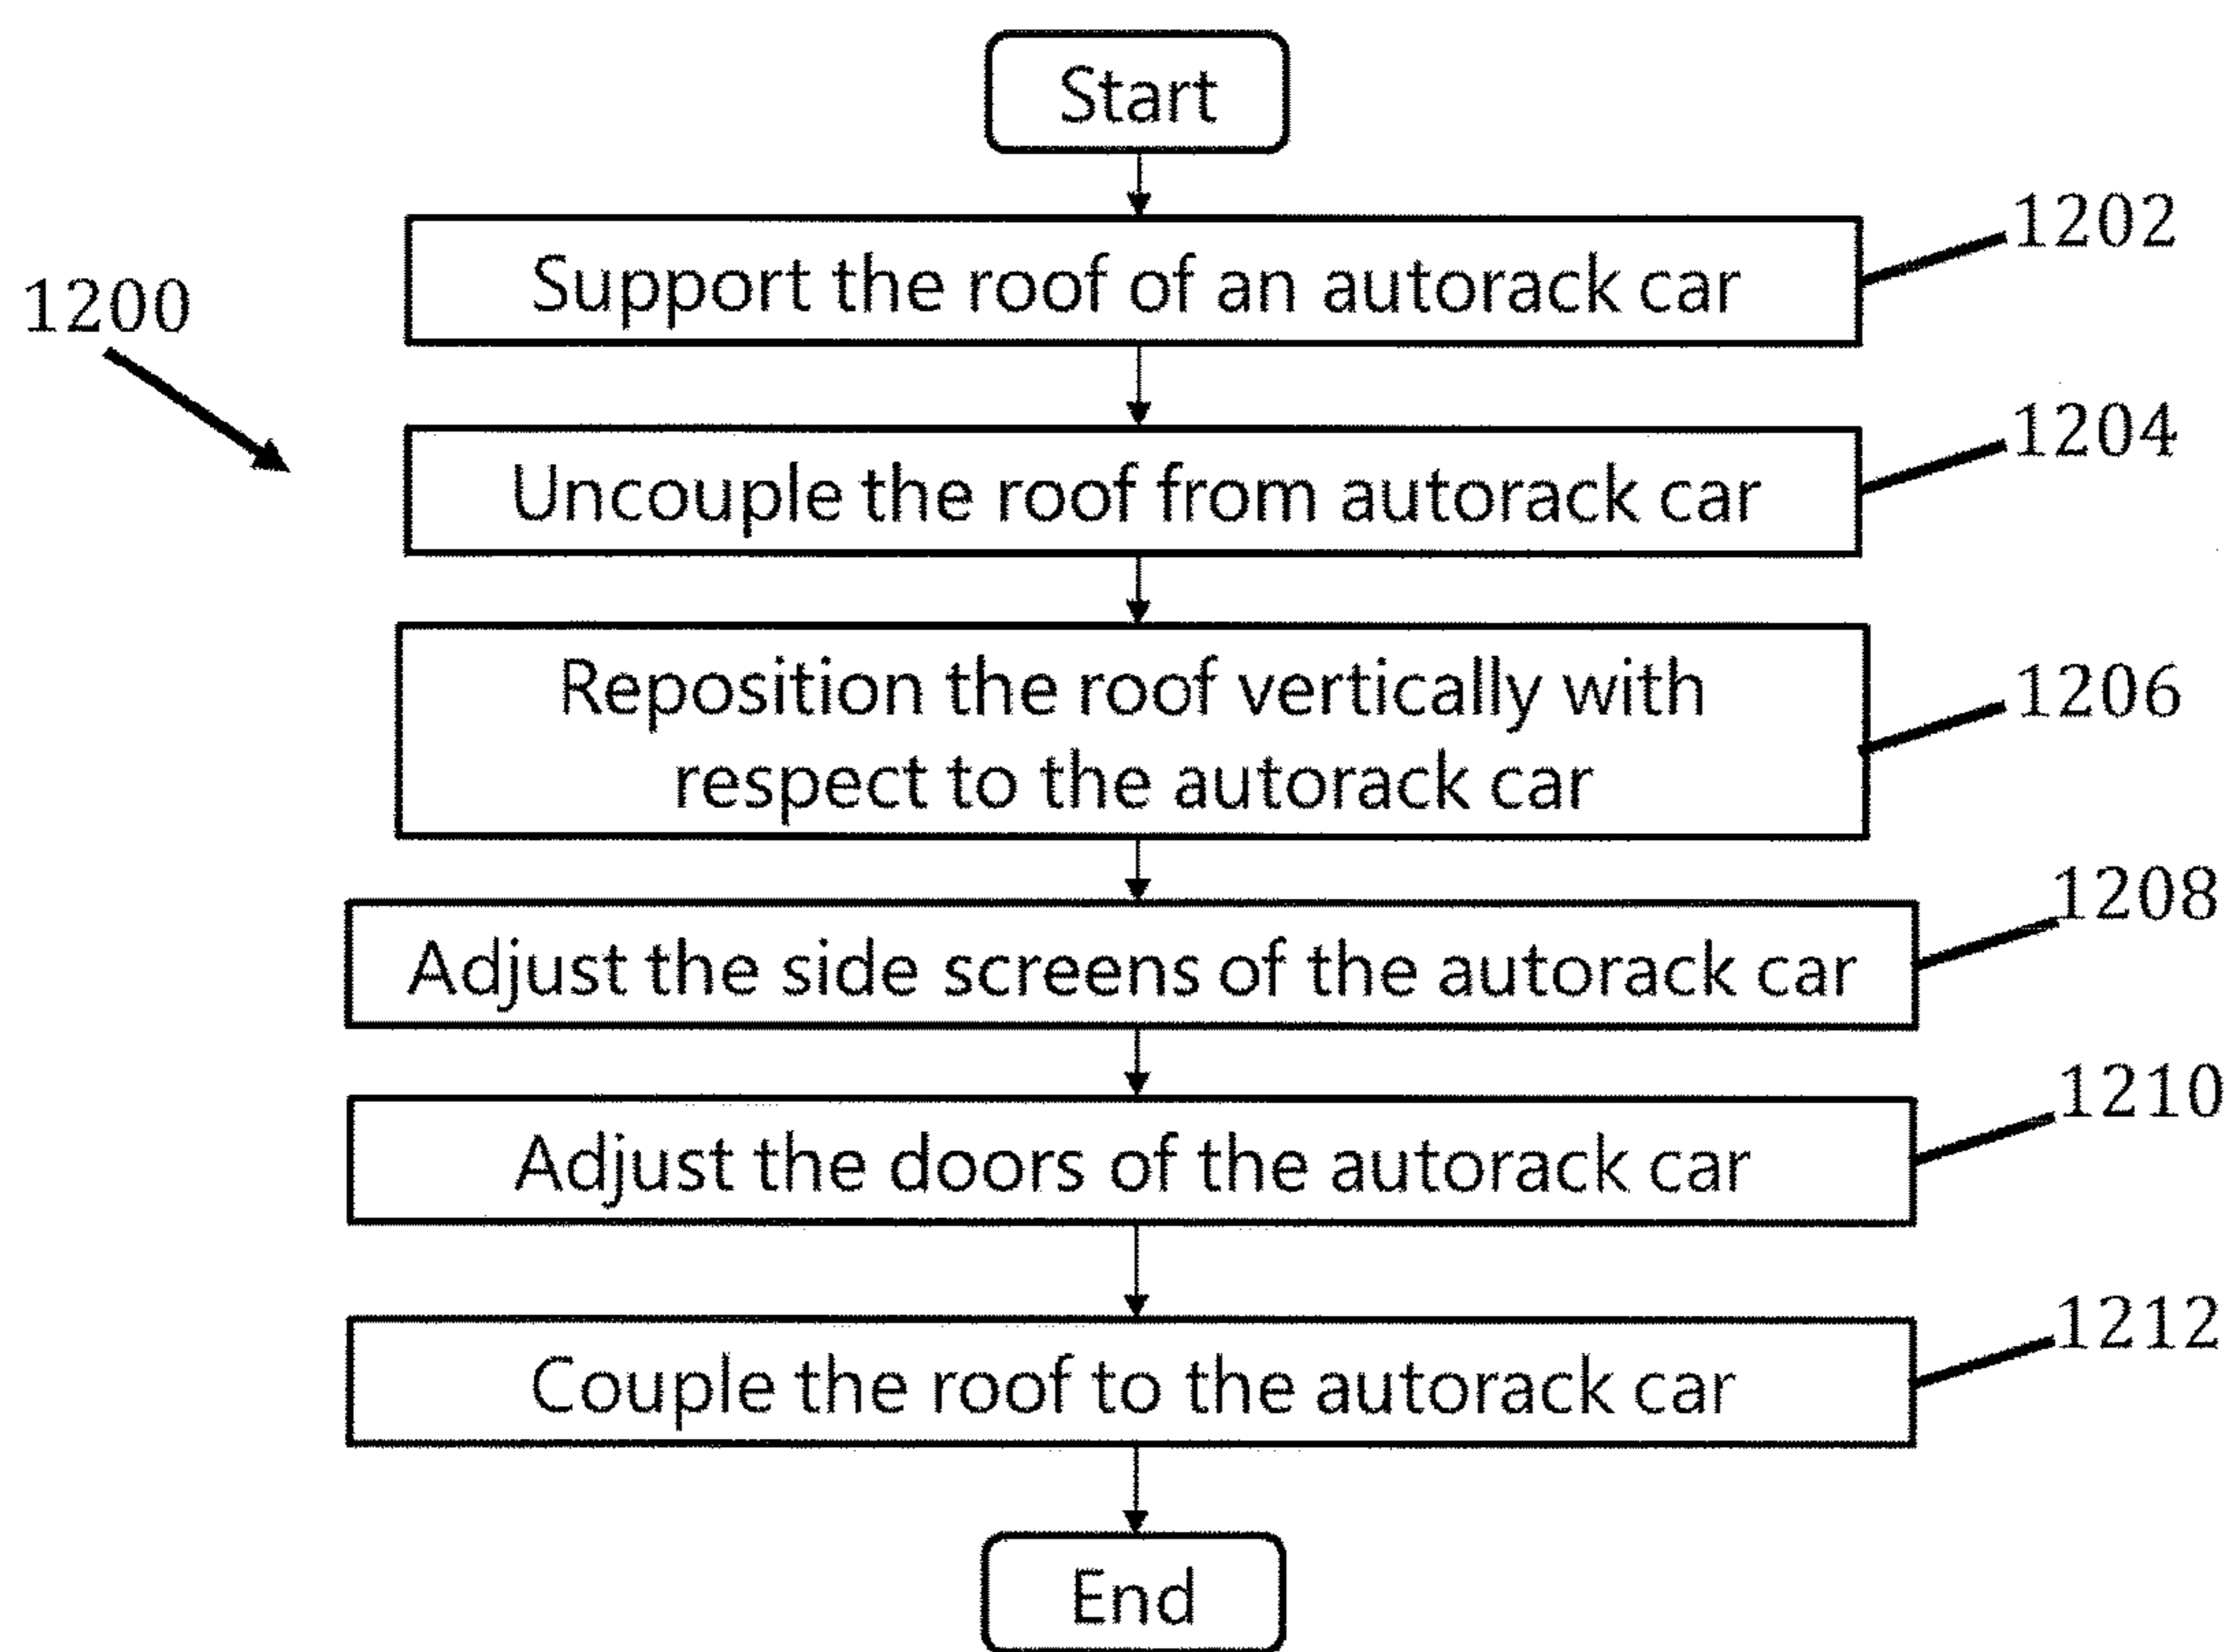 Start
1202
Support the roof of an autorack car
1200
1204
Uncouple the roof from autorack car
Reposition the roof vertically with
1206
respect to the autorack car
1208
Adjust the side screens of the autorack car
1210
Adjust the doors of the autorack car
1212
Couple the roof to the autorack car
End